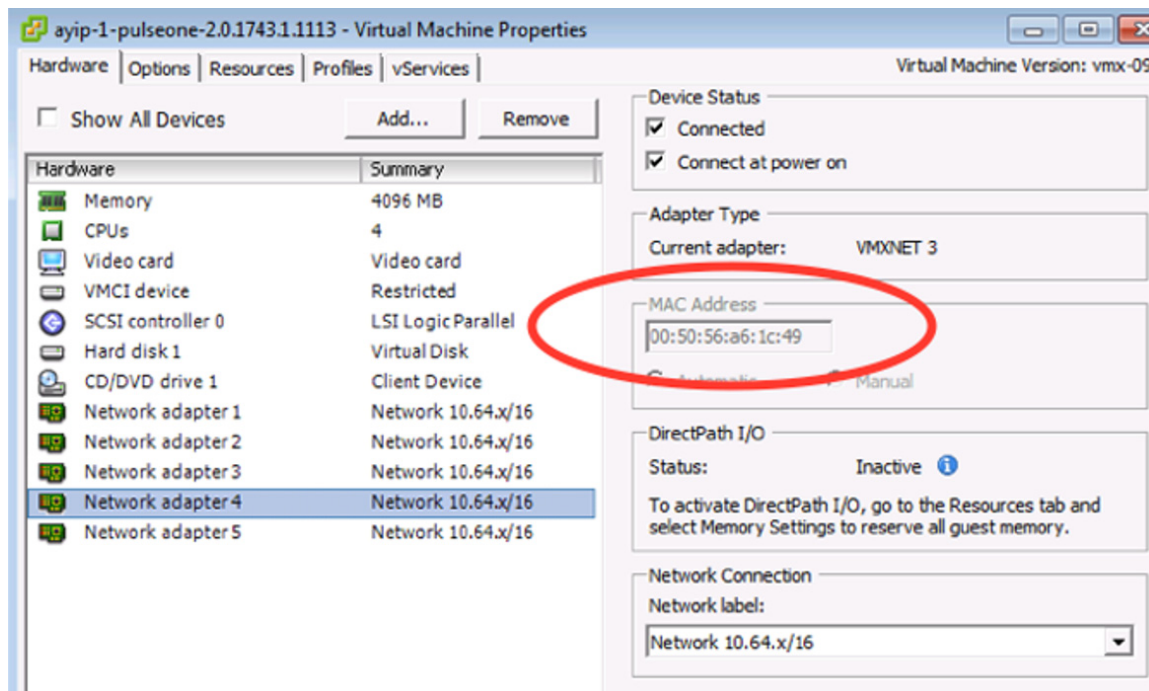 ayip-1-pulseone-2.0.1743.1.1113 - Virtual Machine Properties
Hardware Options Resources Profiles vServices Virtual Machine Version: vmx-09
Show All Devices Add... Remove
Hardware Summary
Memory 4096 MB
CPUs 4
Video card Video card
VMCI device Restricted
SCSI controller 0 LSI Logic Parallel
Hard disk 1 Virtual Disk
CD/DVD drive 1 Client Device
Network adapter 1 Network 10.64.x/16
Network adapter 2 Network 10.64.x/16
Network adapter 3 Network 10.64.x/16
Network adapter 4 Network 10.64.x/16
Network adapter 5 Network 10.64.x/16
Device Status
Connected
Connect at power on
Adapter Type
Current adapter: VMXNET 3
MAC Address
00:50:56:a6:1c:49
Automatic Manual
DirectPath I/O
Status: Inactive
To activate DirectPath I/O, go to the Resources tab and
select Memory Settings to reserve all guest memory.
Network Connection
Network label:
Network 10.64.x/16